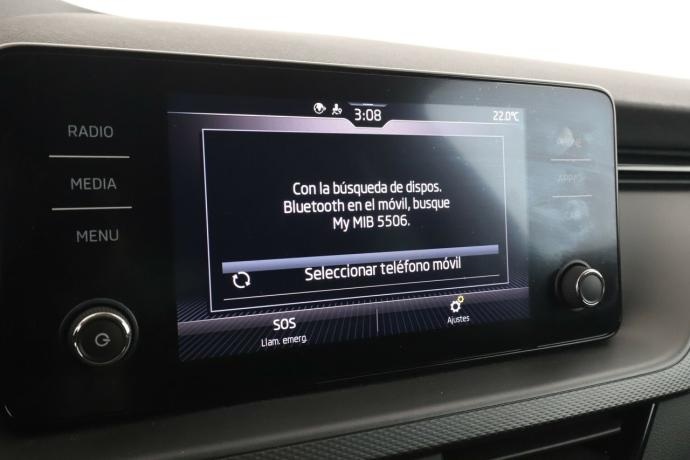 3:08
22.0°C
RADIO
MEDIA
MENU
Con la búsqueda de dispos.
Bluetooth en el móvil, busque
My MIB 5506.
Seleccionar teléfono móvil
SOS
Llam. emerg.
Ajustes